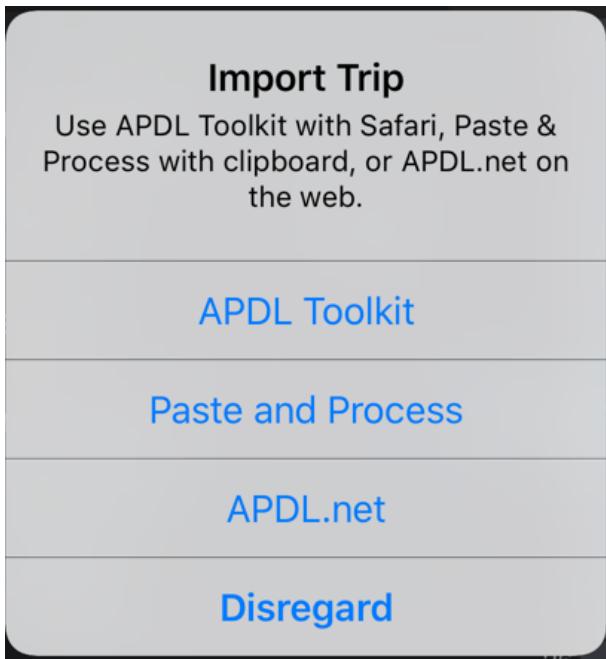 Import Trip
Use APDL Toolkit with Safari, Paste &
Process with clipboard, or APDL.net on
the web.
APDL Toolkit
Paste and Process
APDL.net
Disregard